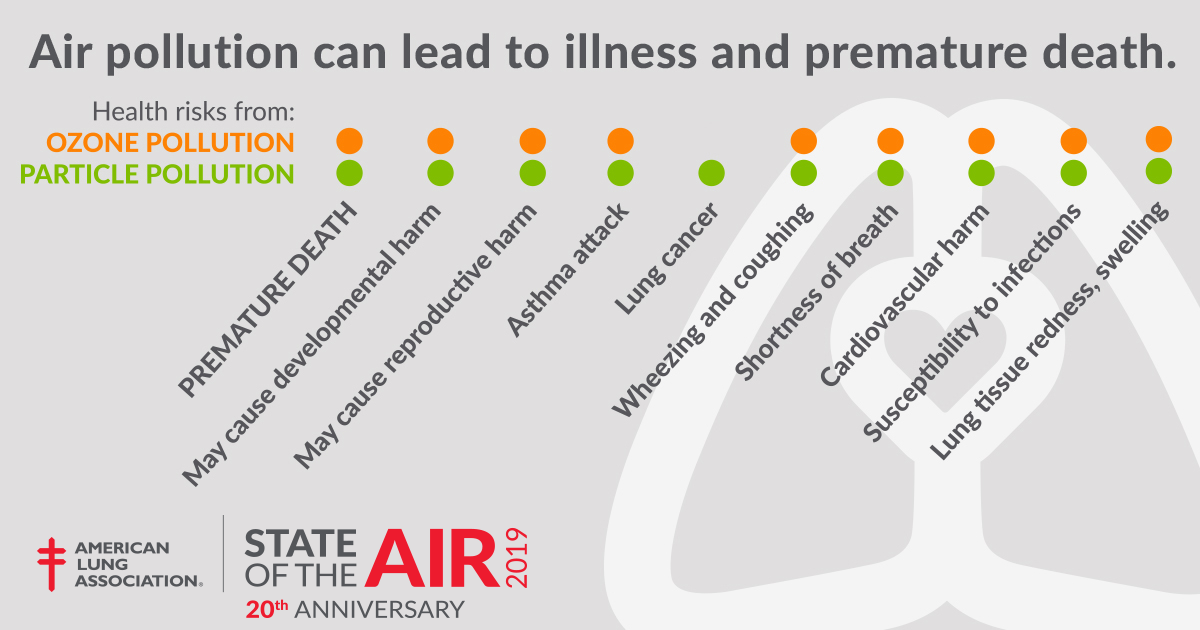 Air pollution can lead to illness and premature death.
Health risks from:
OZONE POLLUTION
PARTICLE POLLUTION
PREMATURE DEATH
May cause developmental harm
May cause reproductive harm
Asthma attack
Lung cancer
Wheezing and coughing
Shortness of breath
Cardiovascular harm
Susceptibility to infections
Lung tissue redness, swelling
AMERICAN
LUNG
ASSOCIATION®
STATE
OF THE
AIR
2019
20th ANNIVERSARY